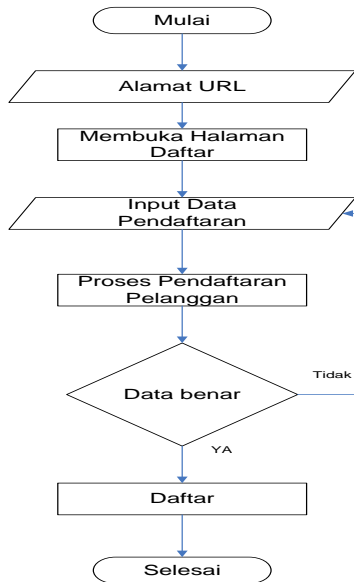 Mulai
Alamat URL
Membuka Halaman
Daftar
Input Data
Pendaftaran
Proses Pendaftaran
Pelanggan
Data benar
Tidak
YA
Daftar
Selesai